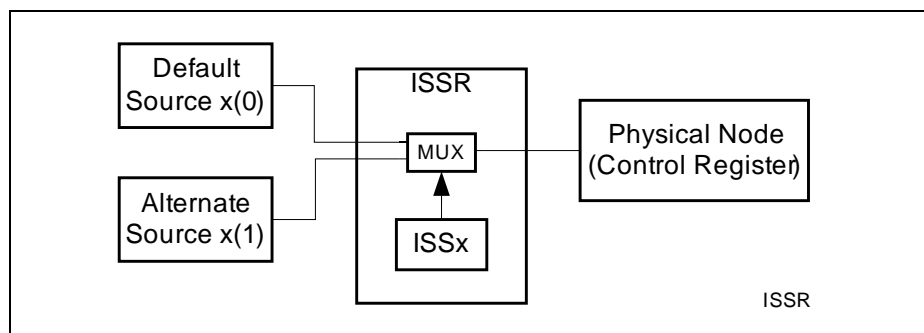 Default
Source x(0)
Alternate
Source x(1)
ISSR
MUX
ISSx
Physical Node
(Control Register)
ISSR